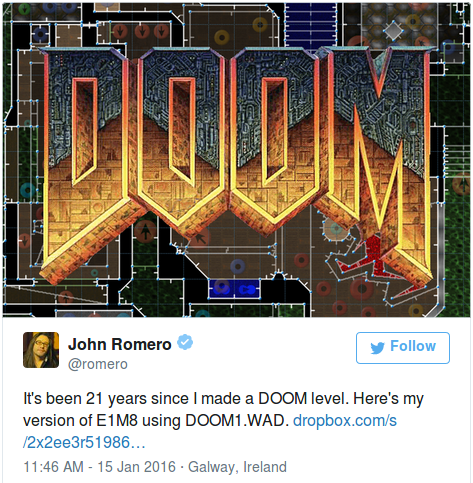 DOOM
John Romero
Follow
@romero
It's been 21 years since I made a DOOM level. Here's my
version of E1M8 using DOOM1.WAD. dropbox.com/s
/2x2ee3r51986…
11:46 AM - 15 Jan 2016 · Galway, Ireland